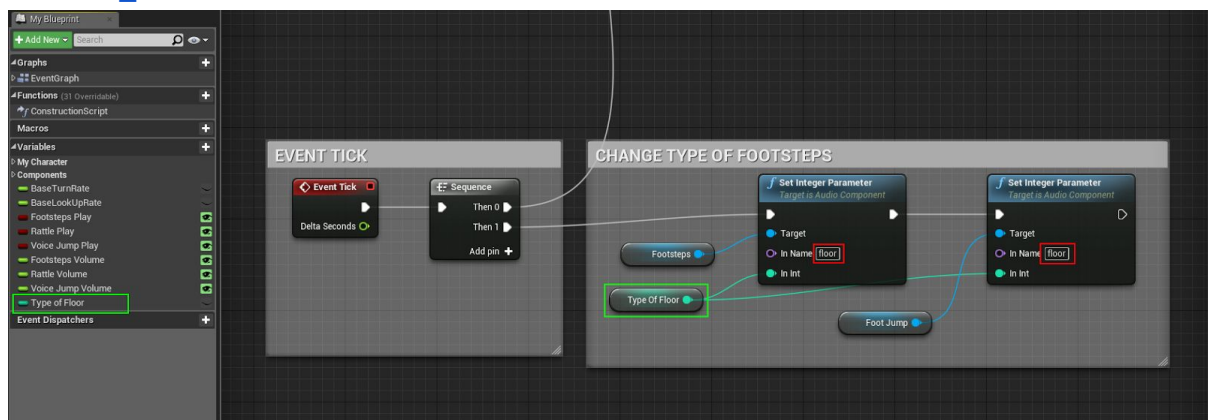 My Blueprint
Add New
Search
Graphs
EventGraph
Functions (31 Overridable)
ConstructionScript
Macros
Variables
My Character
Components
BaseTurnRate
BaseLookUpRate
Footsteps Play
Rattle Play
Voice Jump Play
Footsteps Volume
Rattle Volume
Voice Jump Volume
Type of Floor
Event Dispatchers
EVENT TICK
Event Tick
Delta Seconds
Sequence
Then 0
Then 1
Add pin
CHANGE TYPE OF FOOTSTEPS
Footsteps
Type Of Floor
Set Integer Parameter
Target is Audio Component
Target
In Name floor
In Int
Foot Jump
Set Integer Parameter
Target is Audio Component
Target
In Name floor
In Int